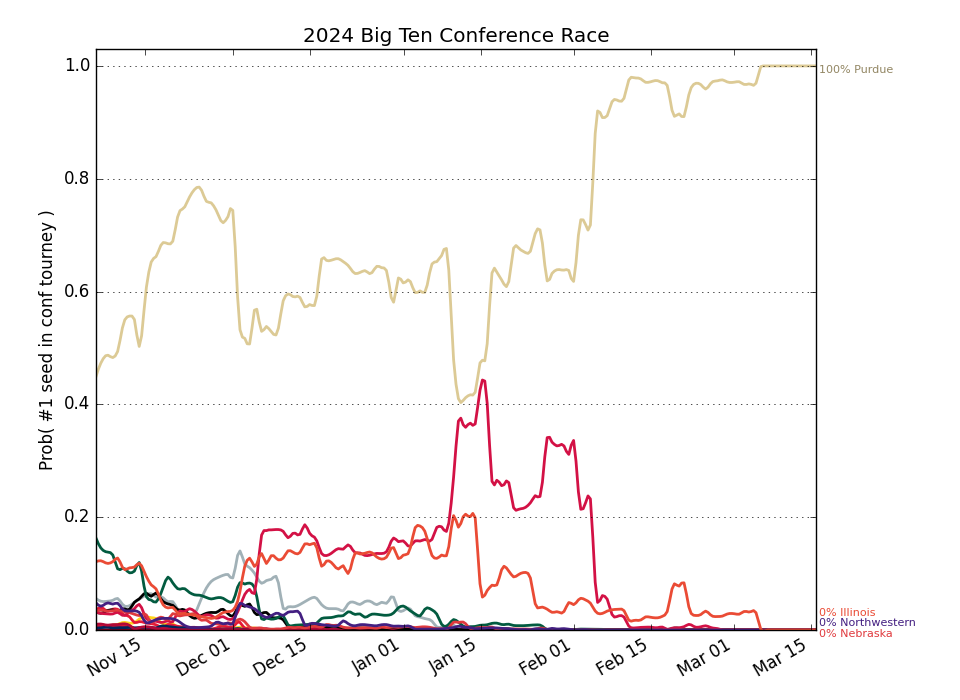 2024 Big Ten Conference Race
Prob( #1 seed in conf tourney )
1.0
0.8
0.6
0.4
0.2
0.0
Nov 15
Dec 01
Dec 15
Jan 01
Jan 15
Feb 01
Feb 15
Mar 01
Mar 15
100% Purdue
0% Illinois
0% Northwestern
0% Nebraska